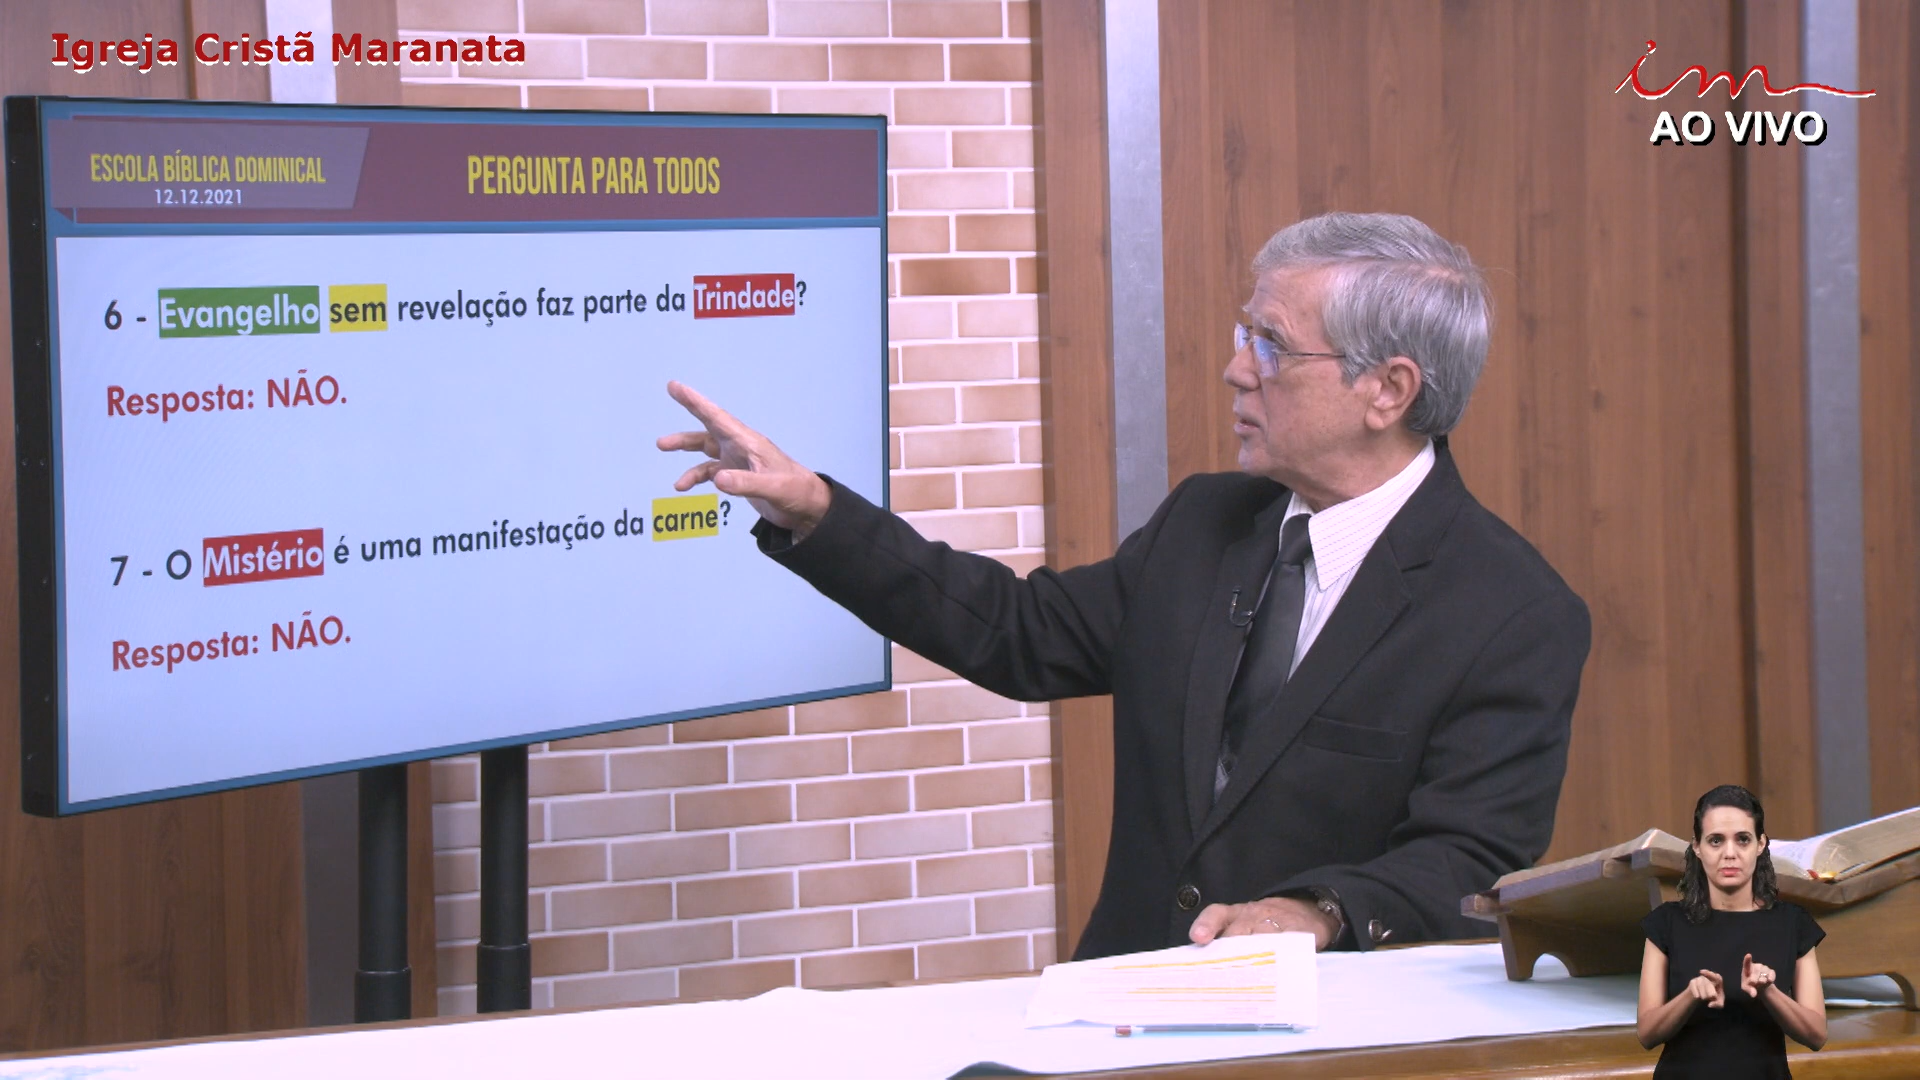 Igreja Cristã Maranata
im
AO VIVO
ESCOLA BÍBLICA DOMINICAL
12.12.2021
PERGUNTA PARA TODOS
6 - Evangelho sem revelação faz parte da Trindade?
Resposta: NÃO.
7 - O Mistério é uma manifestação da carne?
Resposta: NÃO.